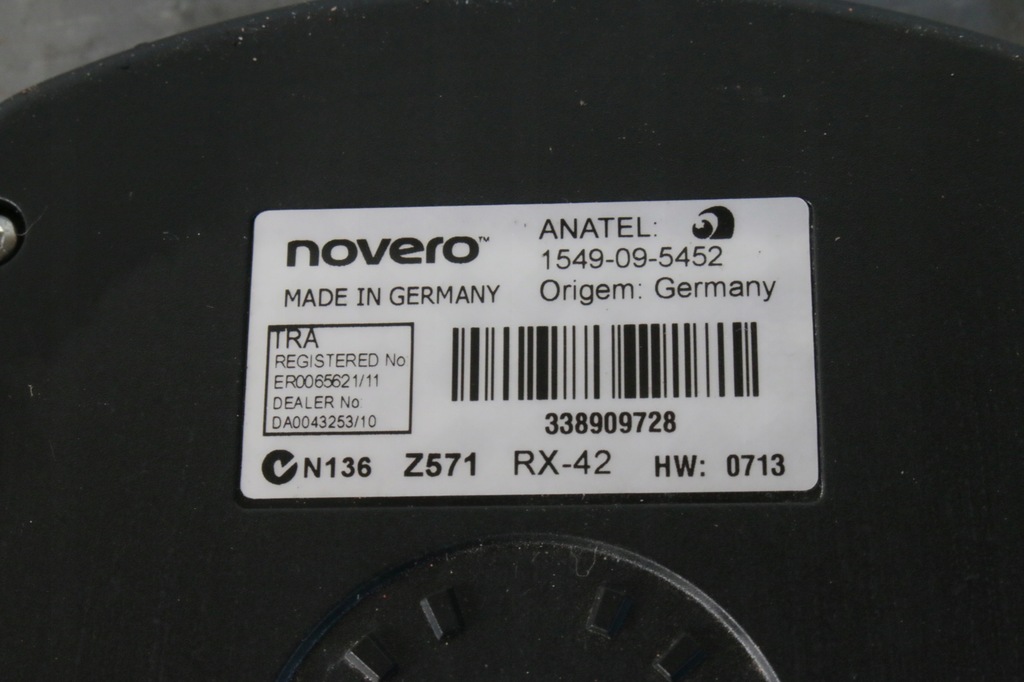 novero™
MADE IN GERMANY
ANATEL:
1549-09-5452
Origem: Germany
TRA
REGISTERED No
ER0065621/11
DEALER No
DA0043253/10
338909728
N136 Z571 RX-42 HW: 0713